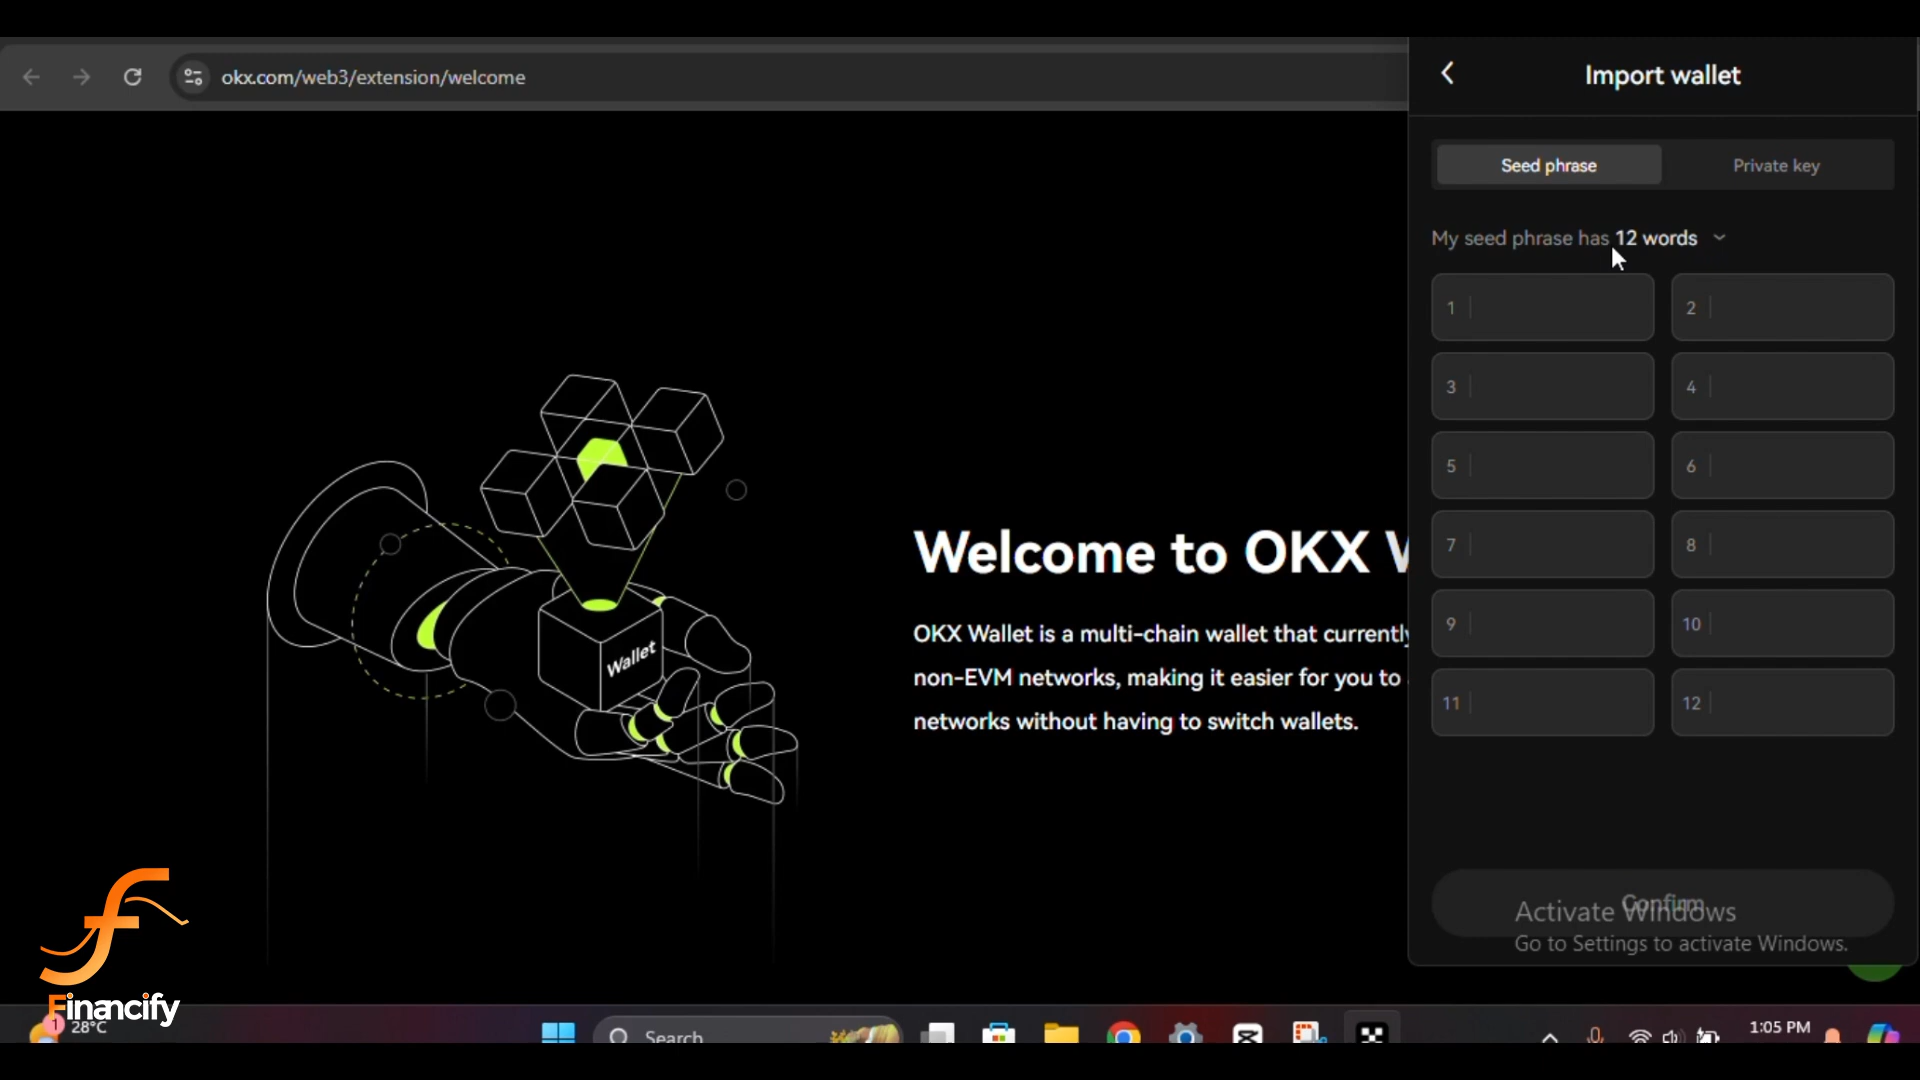 okx.com/web3/extension/welcome
Import wallet
Seed phrase
Private key
My seed phrase has 12 words
1
2
3
4
5
6
7
8
9
10
11
12
Confirm
Wallet
Welcome to OKX
OKX Wallet is a multi-chain wallet that currently
non-EVM networks, making it easier for you to
networks without having to switch wallets.
Activate Windows
Go to Settings to activate Windows.
Financify
1
28°C
Search
1:05 PM